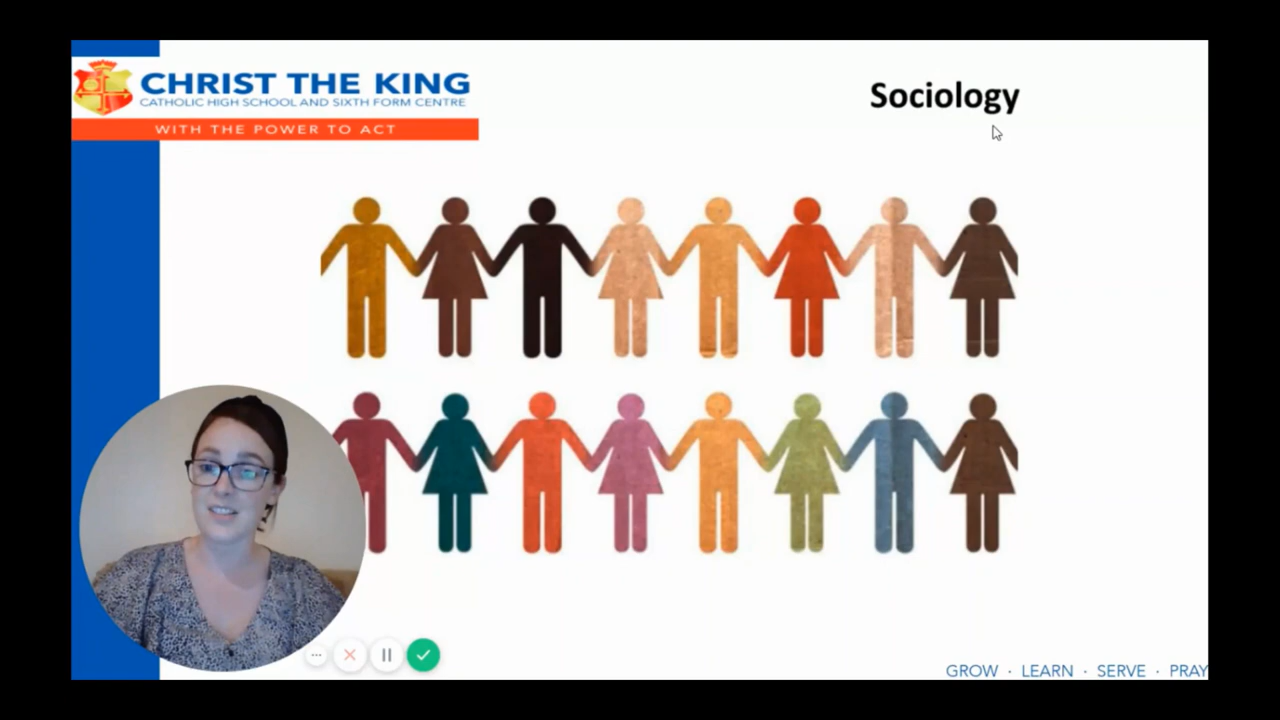 CHRIST THE KING
CATHOLIC HIGH SCHOOL AND SIXTH FORM CENTRE
WITH THE POWER TO ACT
Sociology
GROW · LEARN · SERVE · PRAY